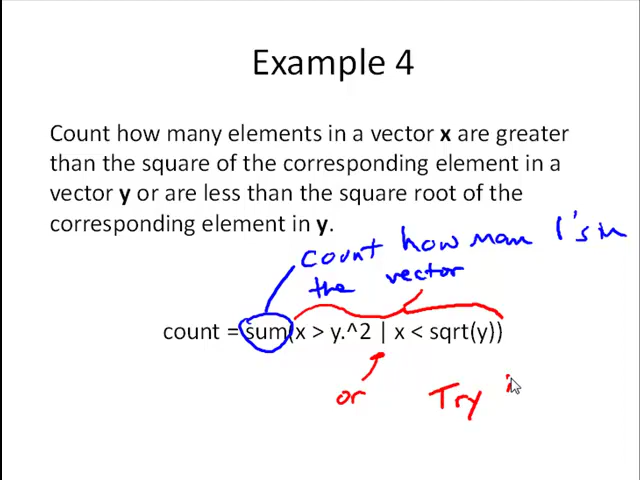 Example 4
Count how many elements in a vector x are greater
than the square of the corresponding element in a
vector y or are less than the square root of the
corresponding element in y.
count how man 1's in
the vector
count = sum(x > y.^2 | x < sqrt(y))
or
Try